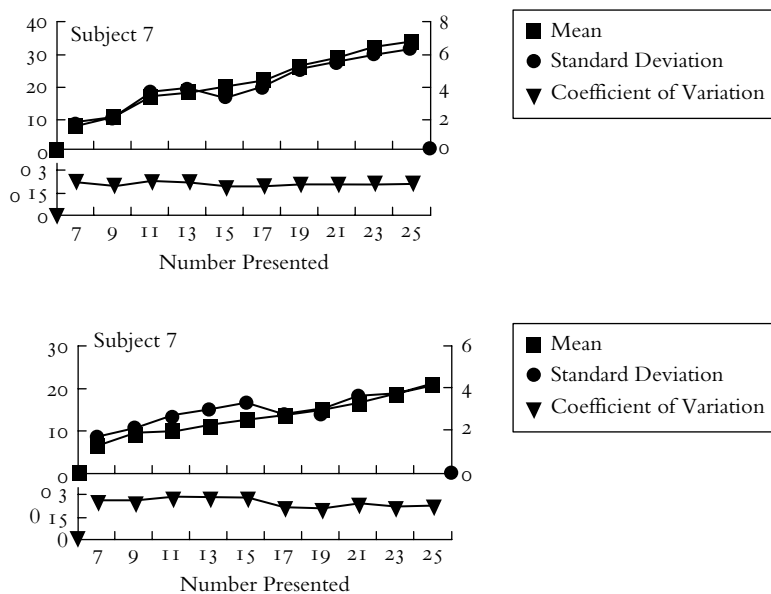 40
8
Subject 7
30
6
20
4
10
2
0
0
0 3
0 15
0
7 9 11 13 15 17 19 21 23 25
Number Presented
Mean
Standard Deviation
Coefficient of Variation
30
6
Subject 7
20
4
10
2
0
0
0 3
0 15
0
7 9 11 13 15 17 19 21 23 25
Number Presented
Mean
Standard Deviation
Coefficient of Variation